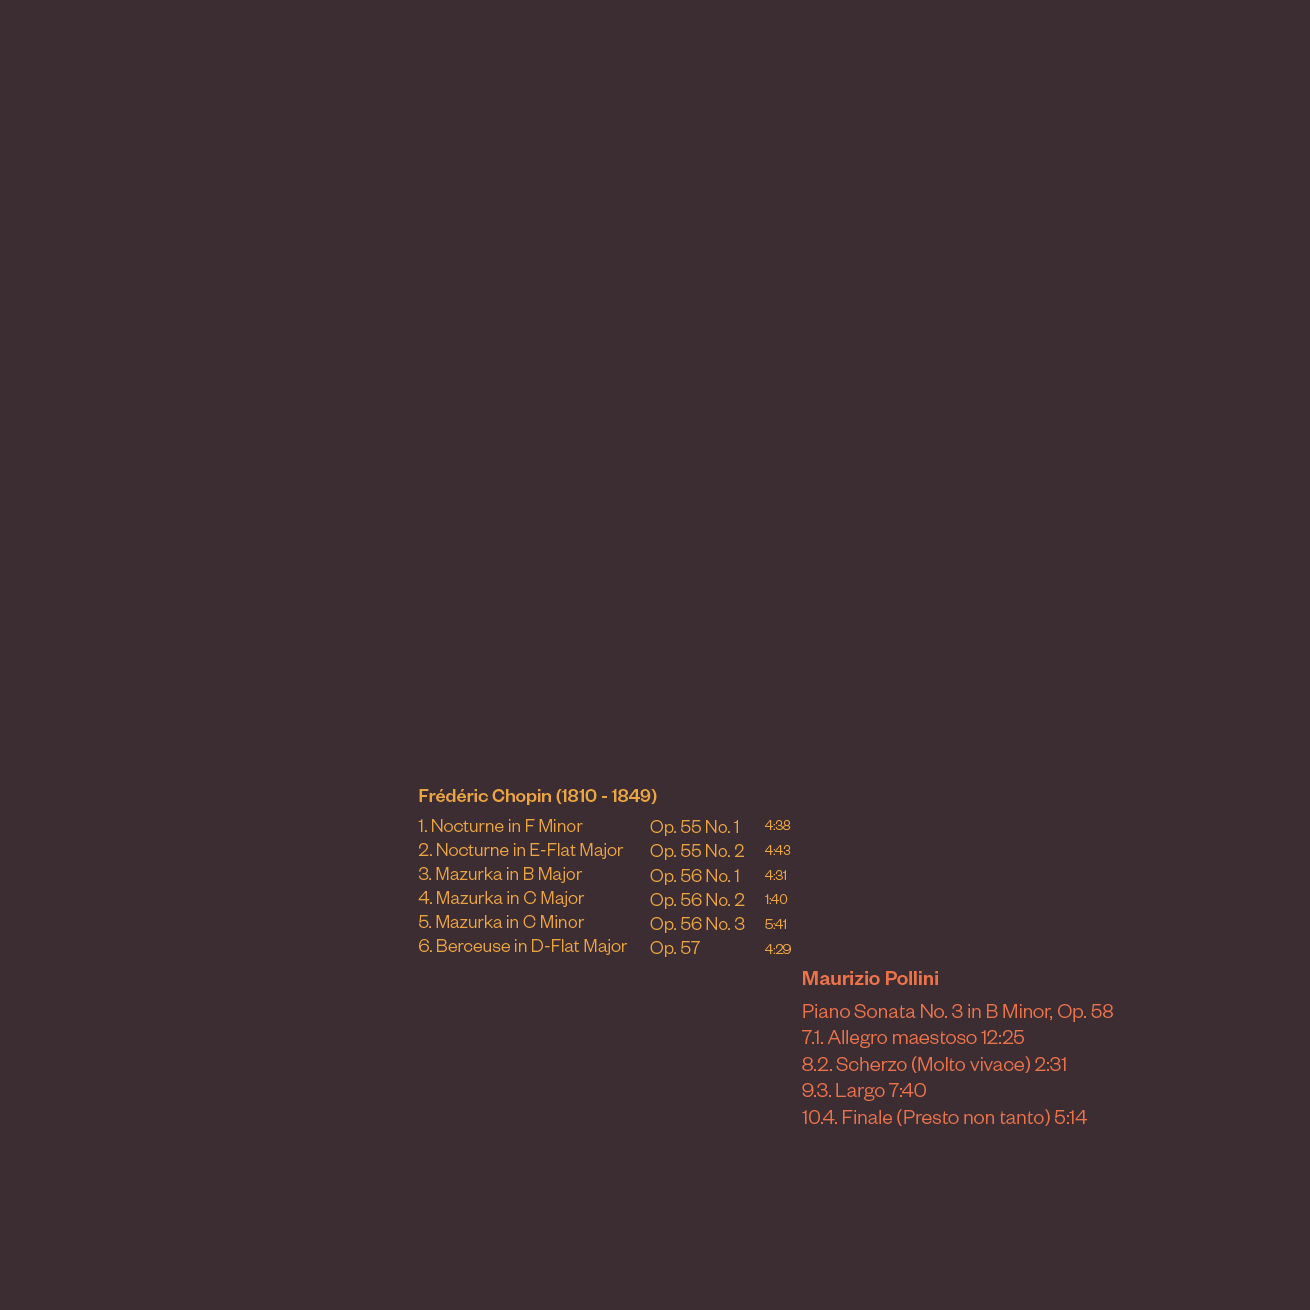 Frédéric Chopin (1810 - 1849)
1. Nocturne in F Minor Op. 55 No. 1 4:38
2. Nocturne in E-Flat Major Op. 55 No. 2 4:43
3. Mazurka in B Major Op. 56 No. 1 4:31
4. Mazurka in C Major Op. 56 No. 2 1:40
5. Mazurka in C Minor Op. 56 No. 3 5:41
6. Berceuse in D-Flat Major Op. 57 4:29
Maurizio Pollini
Piano Sonata No. 3 in B Minor, Op. 58
7.1. Allegro maestoso 12:25
8.2. Scherzo (Molto vivace) 2:31
9.3. Largo 7:40
10.4. Finale (Presto non tanto) 5:14